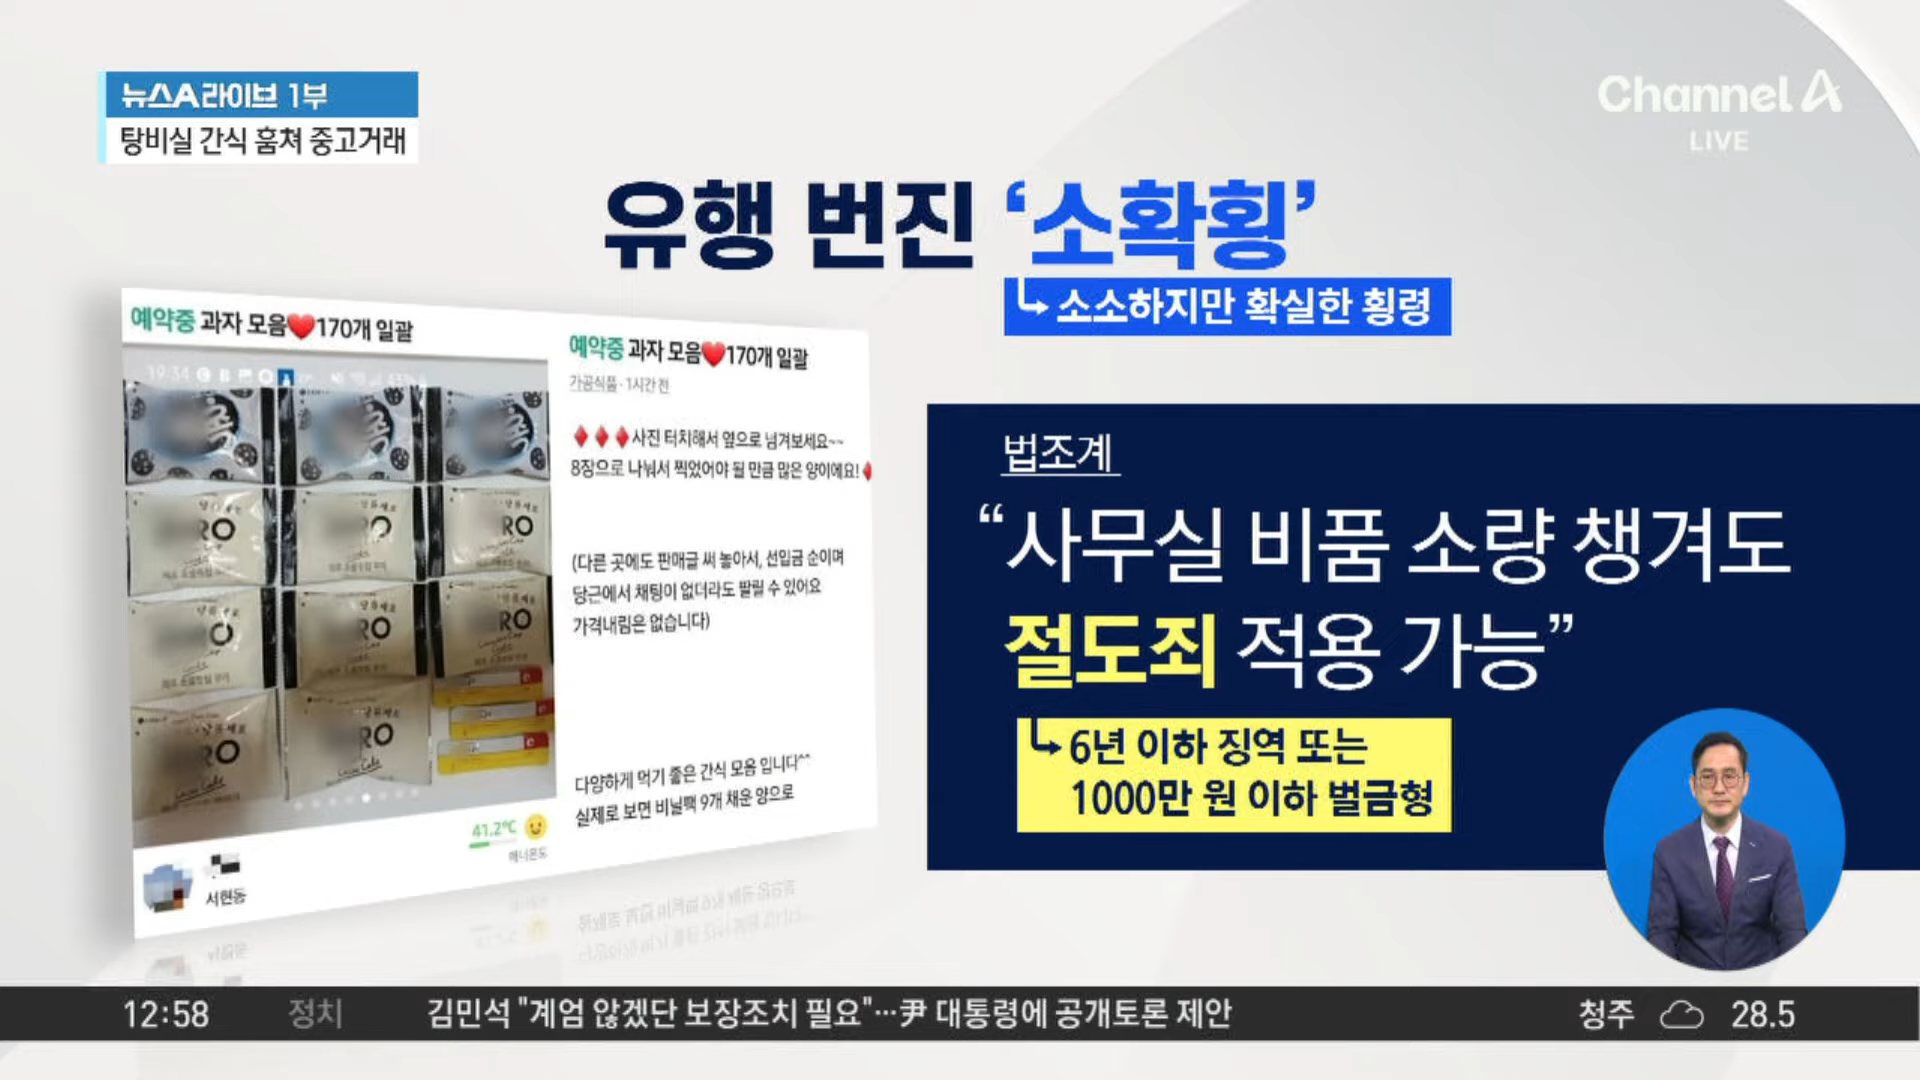 뉴스A 라이브 1부
탕비실 간식 훔쳐 중고거래
Channel A
LIVE
유행 번진 ‘소확횡’
소소하지만 확실한 횡령
예약중 과자 모음❤️170개 일괄
19:34
RO
RO
RO
RO
RO
RO
RO
RO
41.2℃
매너온도
서현동
예약중 과자 모음❤️170개 일괄
가공식품 · 1시간 전
♦️♦️♦️사진 터치해서 옆으로 넘겨보세요~~
8장으로 나눠서 찍었어야 될 만큼 많은 양이에요!♦️
(다른 곳에도 판매글 써 놓아서, 선입금 순이며
당근에서 채팅이 없더라도 팔릴 수 있어요
가격내림은 없습니다)
다양하게 먹기 좋은 간식 모음 입니다^^
실제로 보면 비닐팩 9개 채운 양으로
법조계
“사무실 비품 소량 챙겨도
절도죄 적용 가능”
6년 이하 징역 또는
1000만 원 이하 벌금형
12:58 정치 김민석 "계엄 않겠단 보장조치 필요"…尹 대통령에 공개토론 제안 청주 28.5